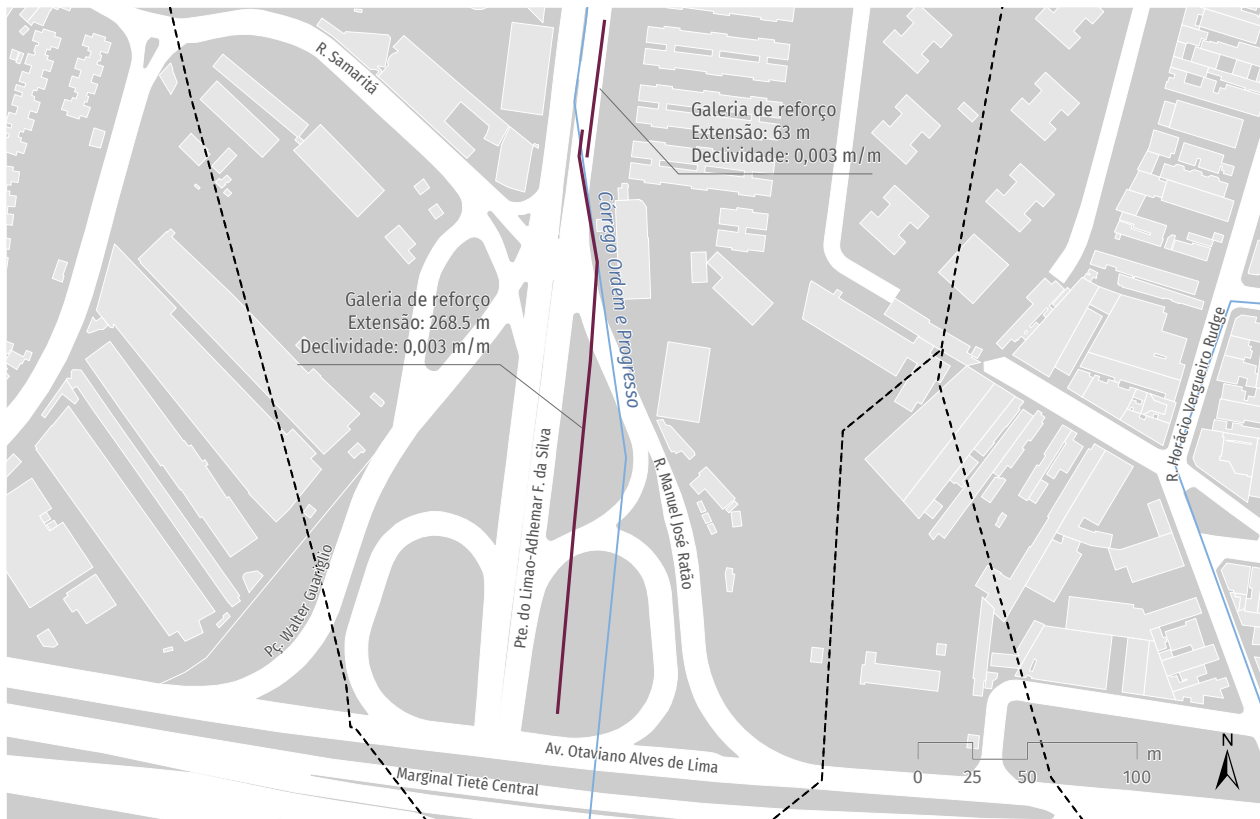 R. Samaritá
Galeria de reforço
Extensão: 63 m
Declividade: 0,003 m/m
Córrego Ordem e Progresso
Galeria de reforço
Extensão: 268.5 m
Declividade: 0,003 m/m
R. Horácio Vergueiro Rudge
Pte. do Limao-Adhemar F. da Silva
R. Manuel José Ratão
Pç. Walter Guariglio
Av. Otaviano Alves de Lima
Marginal Tietê Central
0 25 50 100 m
N